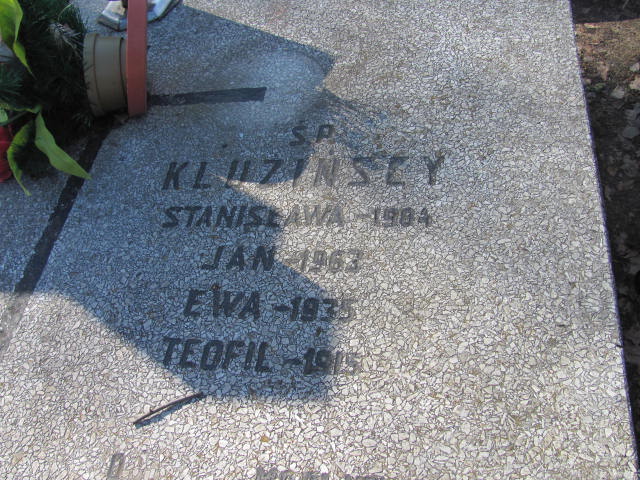 Ś.P.
KLUZIŃSCY
STANISŁAWA - 1984
JAN - 1963
EWA - 1935
TEOFIL - 1915